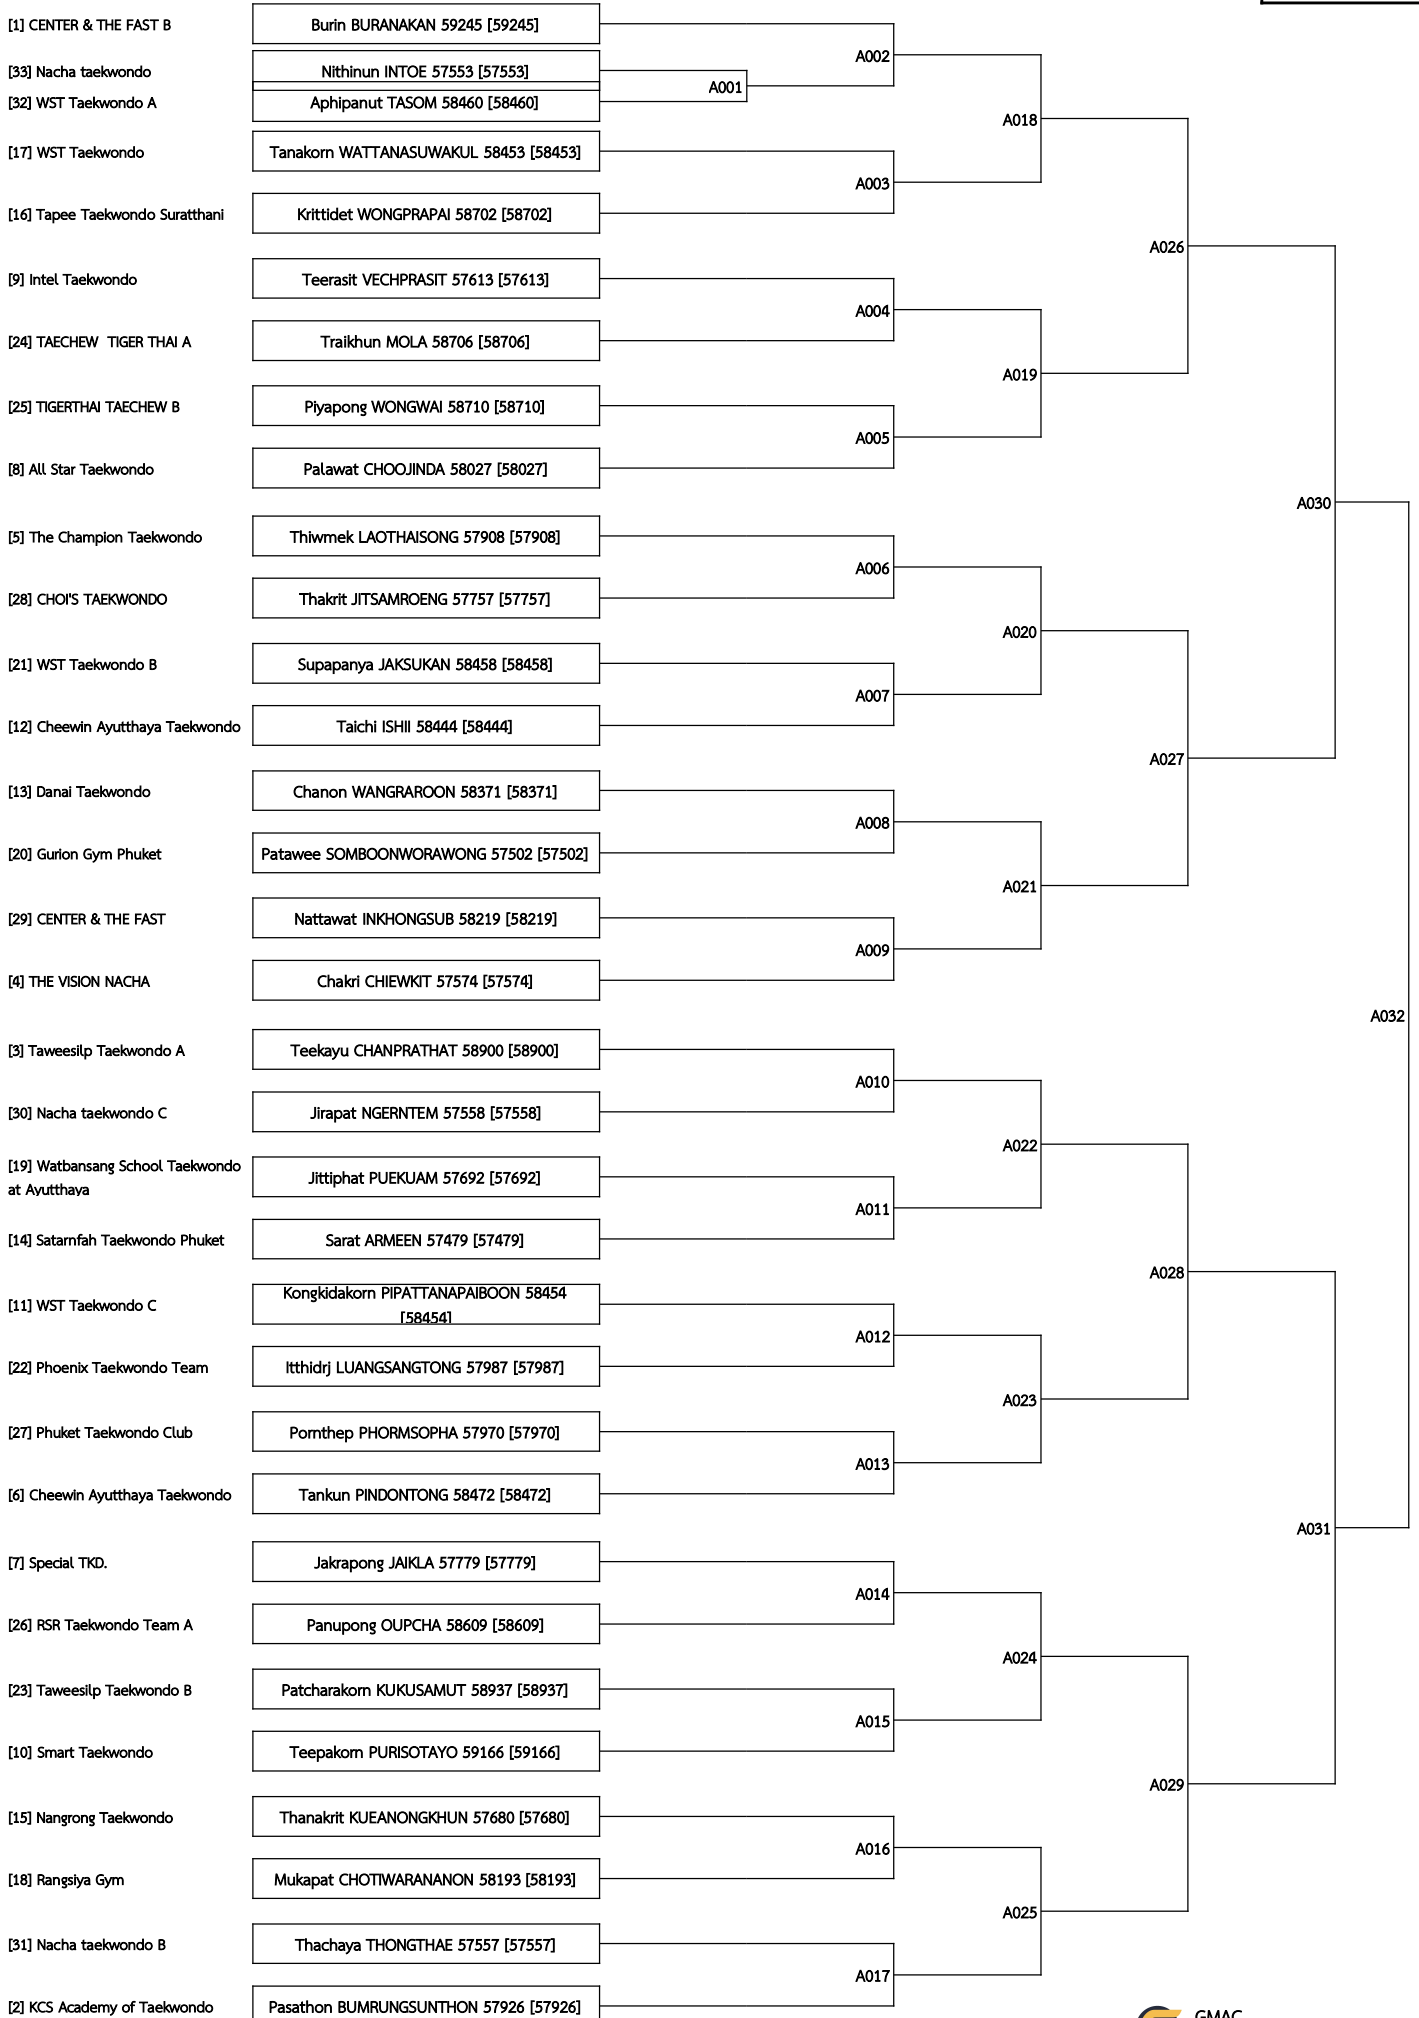 [1] CENTER & THE FAST B
Burin BURANAKAN 59245 [59245]
A002
[33] Nacha taekwondo
Nithinun INTOE 57553 [57553]
A001
[32] WST Taekwondo A
Aphipanut TASOM 58460 [58460]
A018
[17] WST Taekwondo
Tanakorn WATTANASUWAKUL 58453 [58453]
A003
[16] Tapee Taekwondo Suratthani
Krittidet WONGPRAPAI 58702 [58702]
A026
[9] Intel Taekwondo
Teerasit VECHPRASIT 57613 [57613]
A004
[24] TAECHEW  TIGER THAI A
Traikhun MOLA 58706 [58706]
A019
[25] TIGERTHAI TAECHEW B
Piyapong WONGWAI 58710 [58710]
A005
[8] All Star Taekwondo
Palawat CHOOJINDA 58027 [58027]
A030
[5] The Champion Taekwondo
Thiwmek LAOTHAISONG 57908 [57908]
A006
[28] CHOI'S TAEKWONDO
Thakrit JITSAMROENG 57757 [57757]
A020
[21] WST Taekwondo B
Supapanya JAKSUKAN 58458 [58458]
A007
[12] Cheewin Ayutthaya Taekwondo
Taichi ISHII 58444 [58444]
A027
[13] Danai Taekwondo
Chanon WANGRAROON 58371 [58371]
A008
[20] Gurion Gym Phuket
Patawee SOMBOONWORAWONG 57502 [57502]
A021
[29] CENTER & THE FAST
Nattawat INKHONGSUB 58219 [58219]
A009
[4] THE VISION NACHA
Chakri CHIEWKIT 57574 [57574]
A032
[3] Taweesilp Taekwondo A
Teekayu CHANPRATHAT 58900 [58900]
A010
[30] Nacha taekwondo C
Jirapat NGERNTEM 57558 [57558]
A022
[19] Watbansang School Taekwondo
at Ayutthaya
Jittiphat PUEKUAM 57692 [57692]
A011
[14] Satarnfah Taekwondo Phuket
Sarat ARMEEN 57479 [57479]
A028
[11] WST Taekwondo C
Kongkidakorn PIPATTANAPAIBOON 58454
[58454]
A012
[22] Phoenix Taekwondo Team
Itthidrj LUANGSANGTONG 57987 [57987]
A023
[27] Phuket Taekwondo Club
Pornthep PHORMSOPHA 57970 [57970]
A013
[6] Cheewin Ayutthaya Taekwondo
Tankun PINDONTONG 58472 [58472]
A031
[7] Special TKD.
Jakrapong JAIKLA 57779 [57779]
A014
[26] RSR Taekwondo Team A
Panupong OUPCHA 58609 [58609]
A024
[23] Taweesilp Taekwondo B
Patcharakorn KUKUSAMUT 58937 [58937]
A015
[10] Smart Taekwondo
Teepakorn PURISOTAYO 59166 [59166]
A029
[15] Nangrong Taekwondo
Thanakrit KUEANONGKHUN 57680 [57680]
A016
[18] Rangsiya Gym
Mukapat CHOTIWARANANON 58193 [58193]
A025
[31] Nacha taekwondo B
Thachaya THONGTHAE 57557 [57557]
A017
[2] KCS Academy of Taekwondo
Pasathon BUMRUNGSUNTHON 57926 [57926]
GMAC